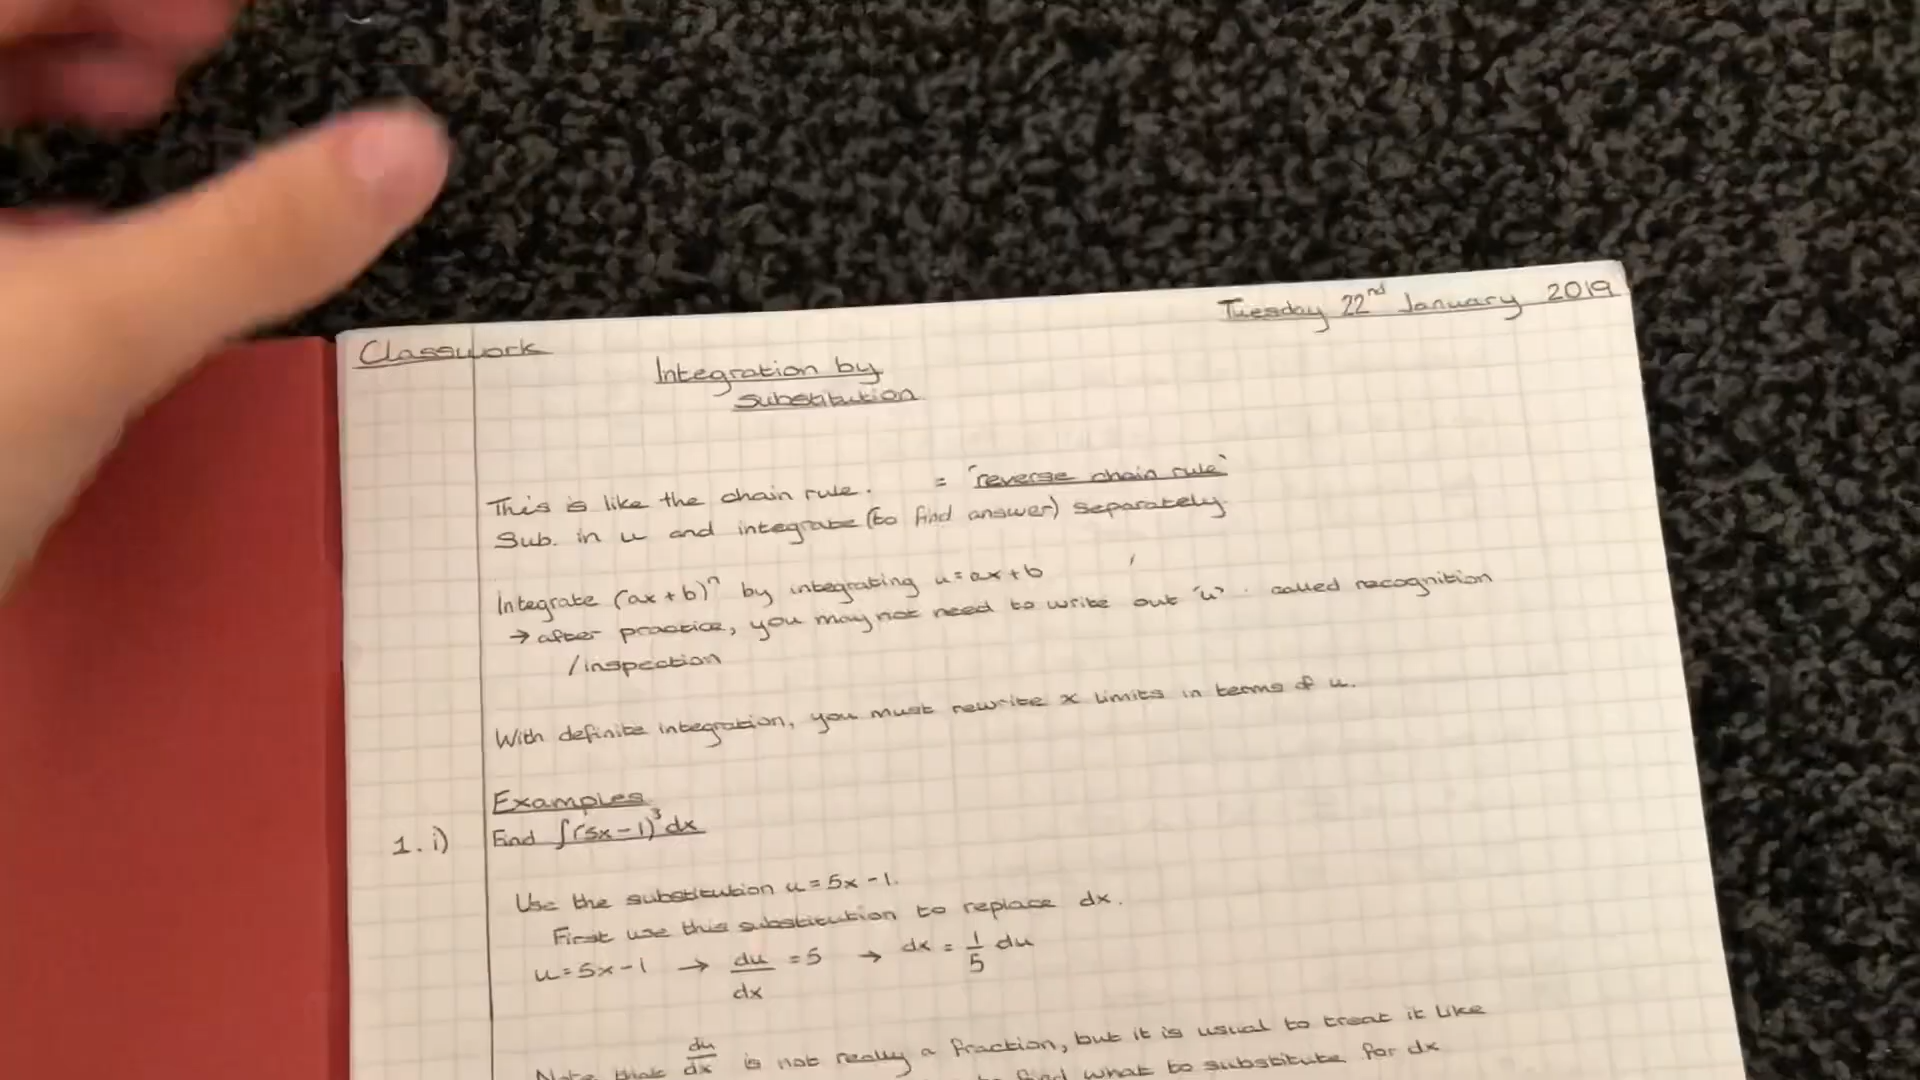 Tuesday 22nd January 2019
Classwork
Integration by
Substitution
This is like the chain rule. = 'reverse chain rule'
Sub. in u and integrate (to find answer) separately.
Integrate (ax+b)^n by integrating u=ax+b
→ after practice, you may not need to write out 'u'. called recognition
/inspection
With definite integration, you must rewrite x limits in terms of u.
Examples
1. i) Find ∫(5x-1)^3 dx
Use the substitution u=5x-1.
First use this substitution to replace dx.
u=5x-1 → du/dx = 5 → dx = 1/5 du
Note that du/dx is not really a fraction, but it is usual to treat it like
to find what to substitute for dx